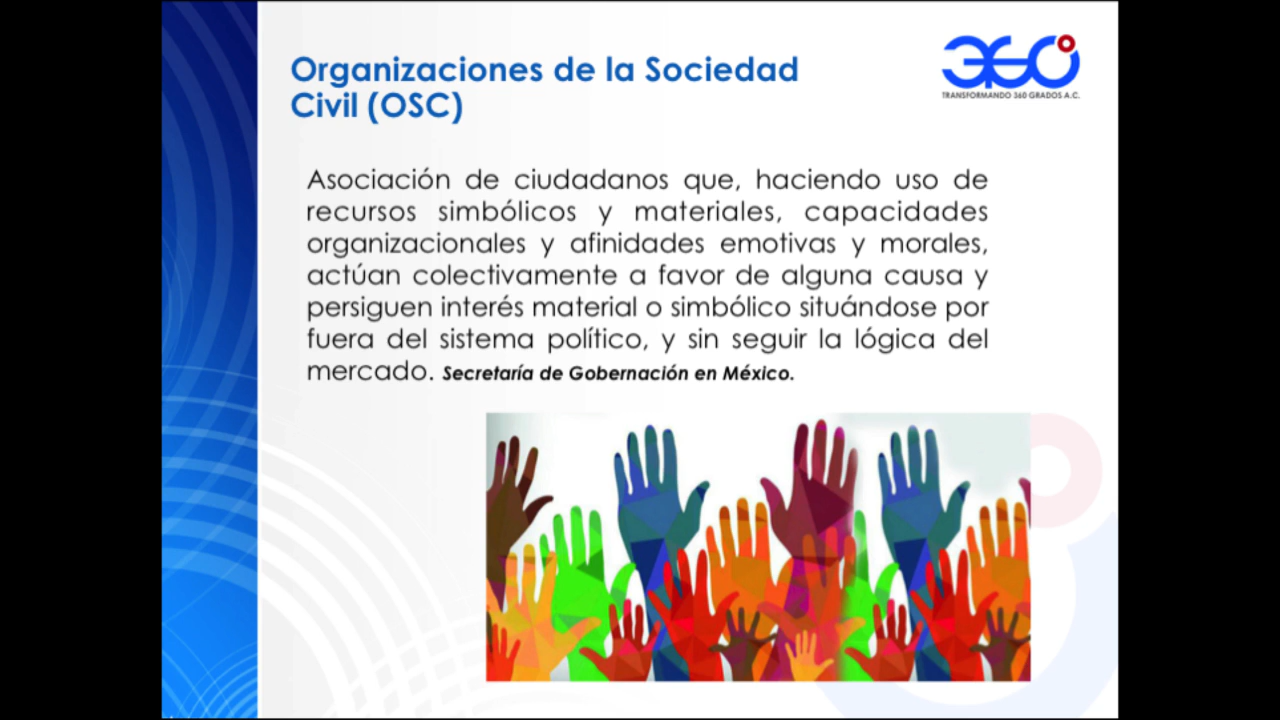 Organizaciones de la Sociedad
Civil (OSC)
360°
TRANSFORMANDO 360 GRADOS A.C.
Asociación de ciudadanos que, haciendo uso de
recursos simbólicos y materiales, capacidades
organizacionales y afinidades emotivas y morales,
actúan colectivamente a favor de alguna causa y
persiguen interés material o simbólico situándose por
fuera del sistema político, y sin seguir la lógica del
mercado. Secretaría de Gobernación en México.